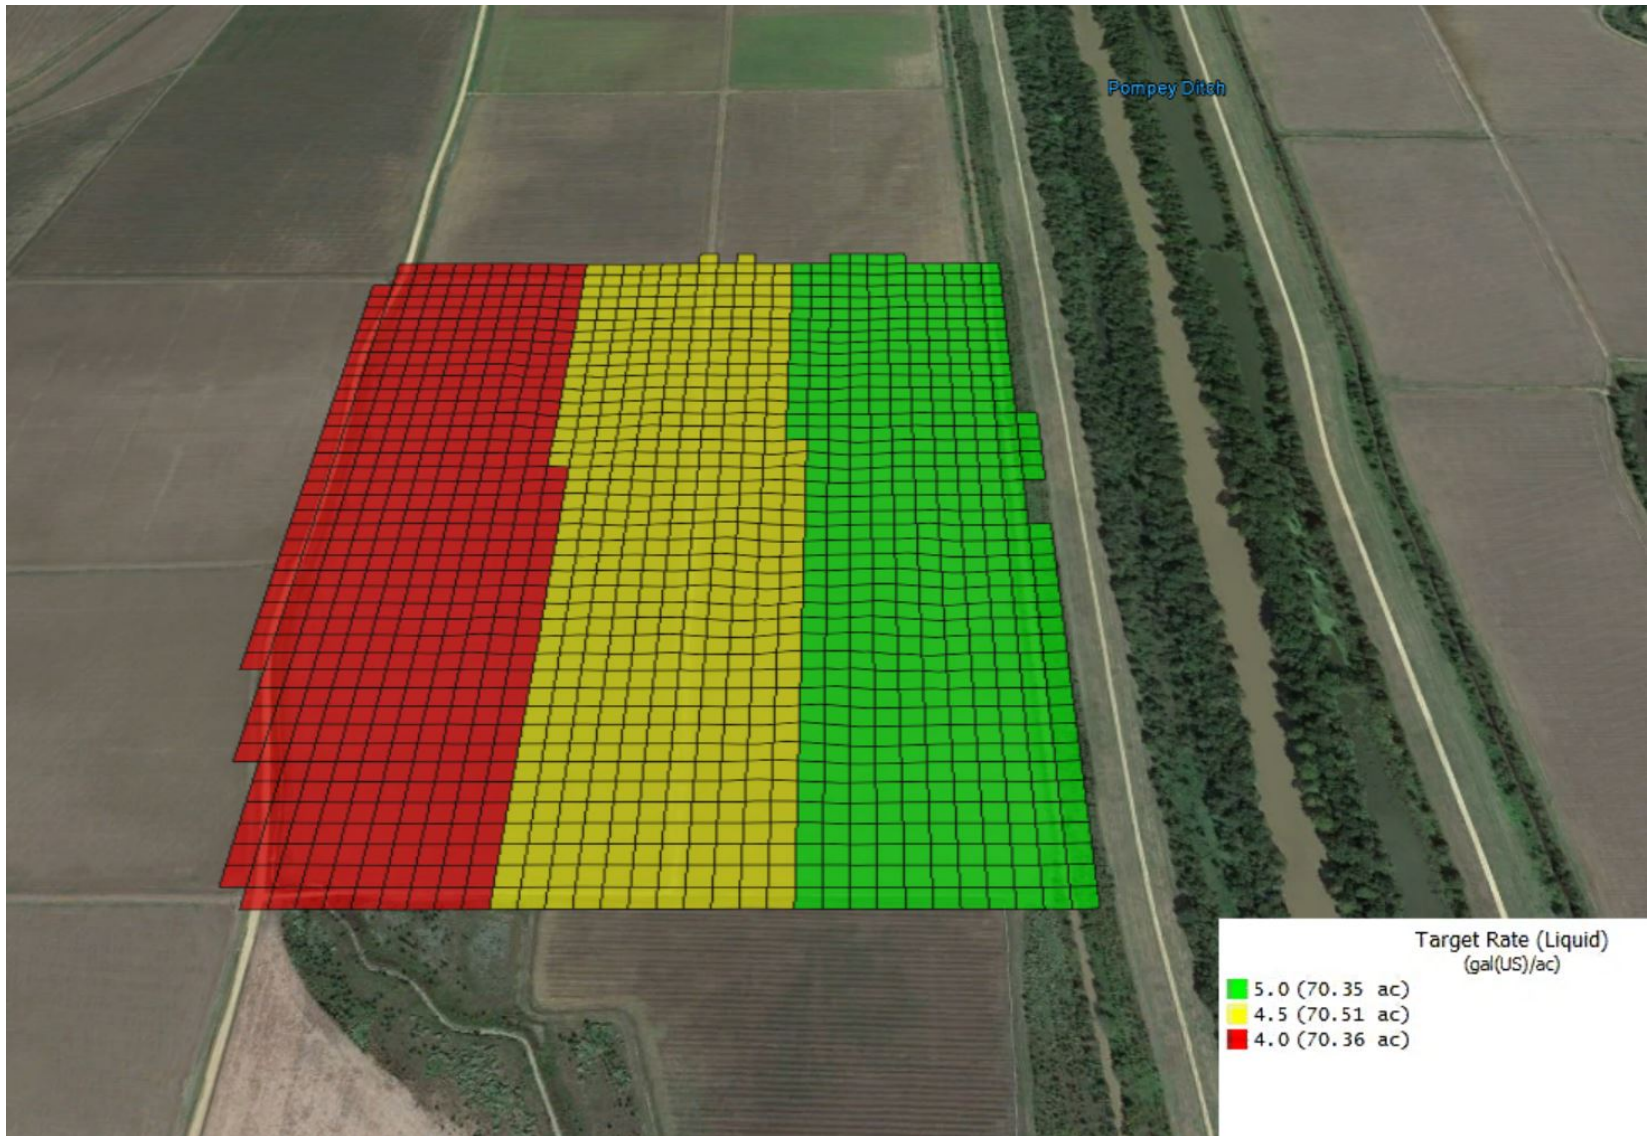 Pompey Ditch
Target Rate (Liquid)
(gal(US)/ac)
5.0 (70.35 ac)
4.5 (70.51 ac)
4.0 (70.36 ac)